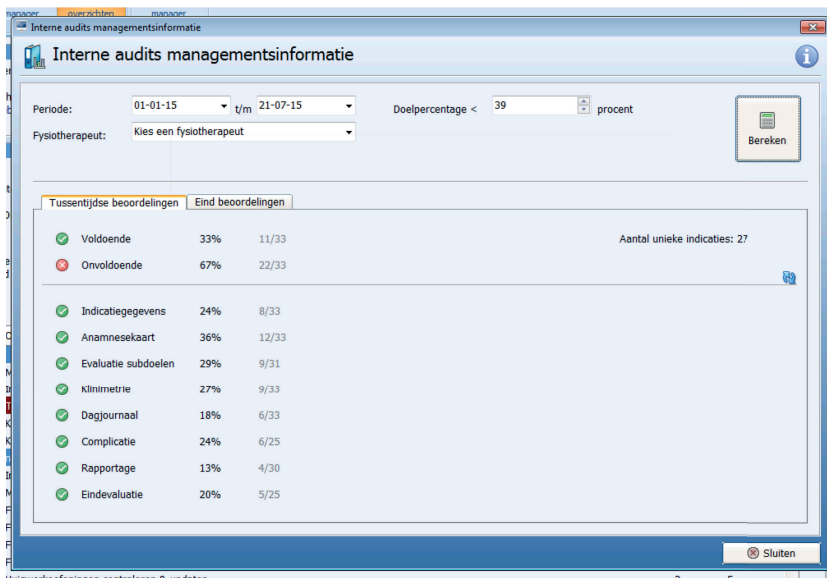 manager overzichten manager
Interne audits managementsinformatie
Interne audits managementsinformatie
Periode: 01-01-15 t/m 21-07-15 Doelpercentage < 39 procent
Fysiotherapeut: Kies een fysiotherapeut
Bereken
Tussentijdse beoordelingen Eind beoordelingen
Voldoende 33% 11/33 Aantal unieke indicaties: 27
Onvoldoende 67% 22/33
Indicatiegegevens 24% 8/33
Anamnesekaart 36% 12/33
Evaluatie subdoelen 29% 9/31
Klinimetrie 27% 9/33
Dagjournaal 18% 6/33
Complicatie 24% 6/25
Rapportage 13% 4/30
Eindevaluatie 20% 5/25
Sluiten